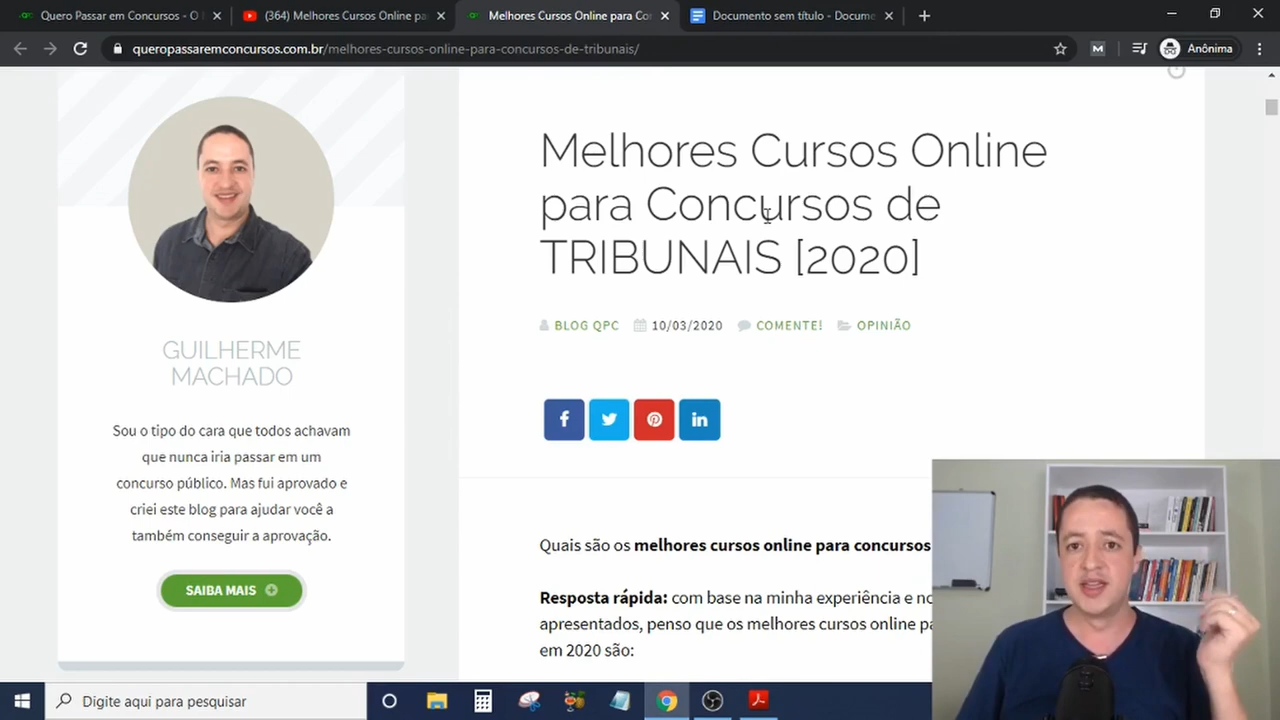 Quero Passar em Concursos - O
(364) Melhores Cursos Online pa
Melhores Cursos Online para Co
Documento sem título - Docume
queropassaremconcursos.com.br/melhores-cursos-online-para-concursos-de-tribunais/
M
Anônima
GUILHERME
MACHADO
Sou o tipo do cara que todos achavam
que nunca iria passar em um
concurso público. Mas fui aprovado e
criei este blog para ajudar você a
também conseguir a aprovação.
SAIBA MAIS
Melhores Cursos Online
para Concursos de
TRIBUNAIS [2020]
BLOG QPC 10/03/2020 COMENTE! OPINIÃO
f
in
Quais são os melhores cursos online para concursos
Resposta rápida: com base na minha experiência e no
apresentados, penso que os melhores cursos online pa
em 2020 são:
Digite aqui para pesquisar